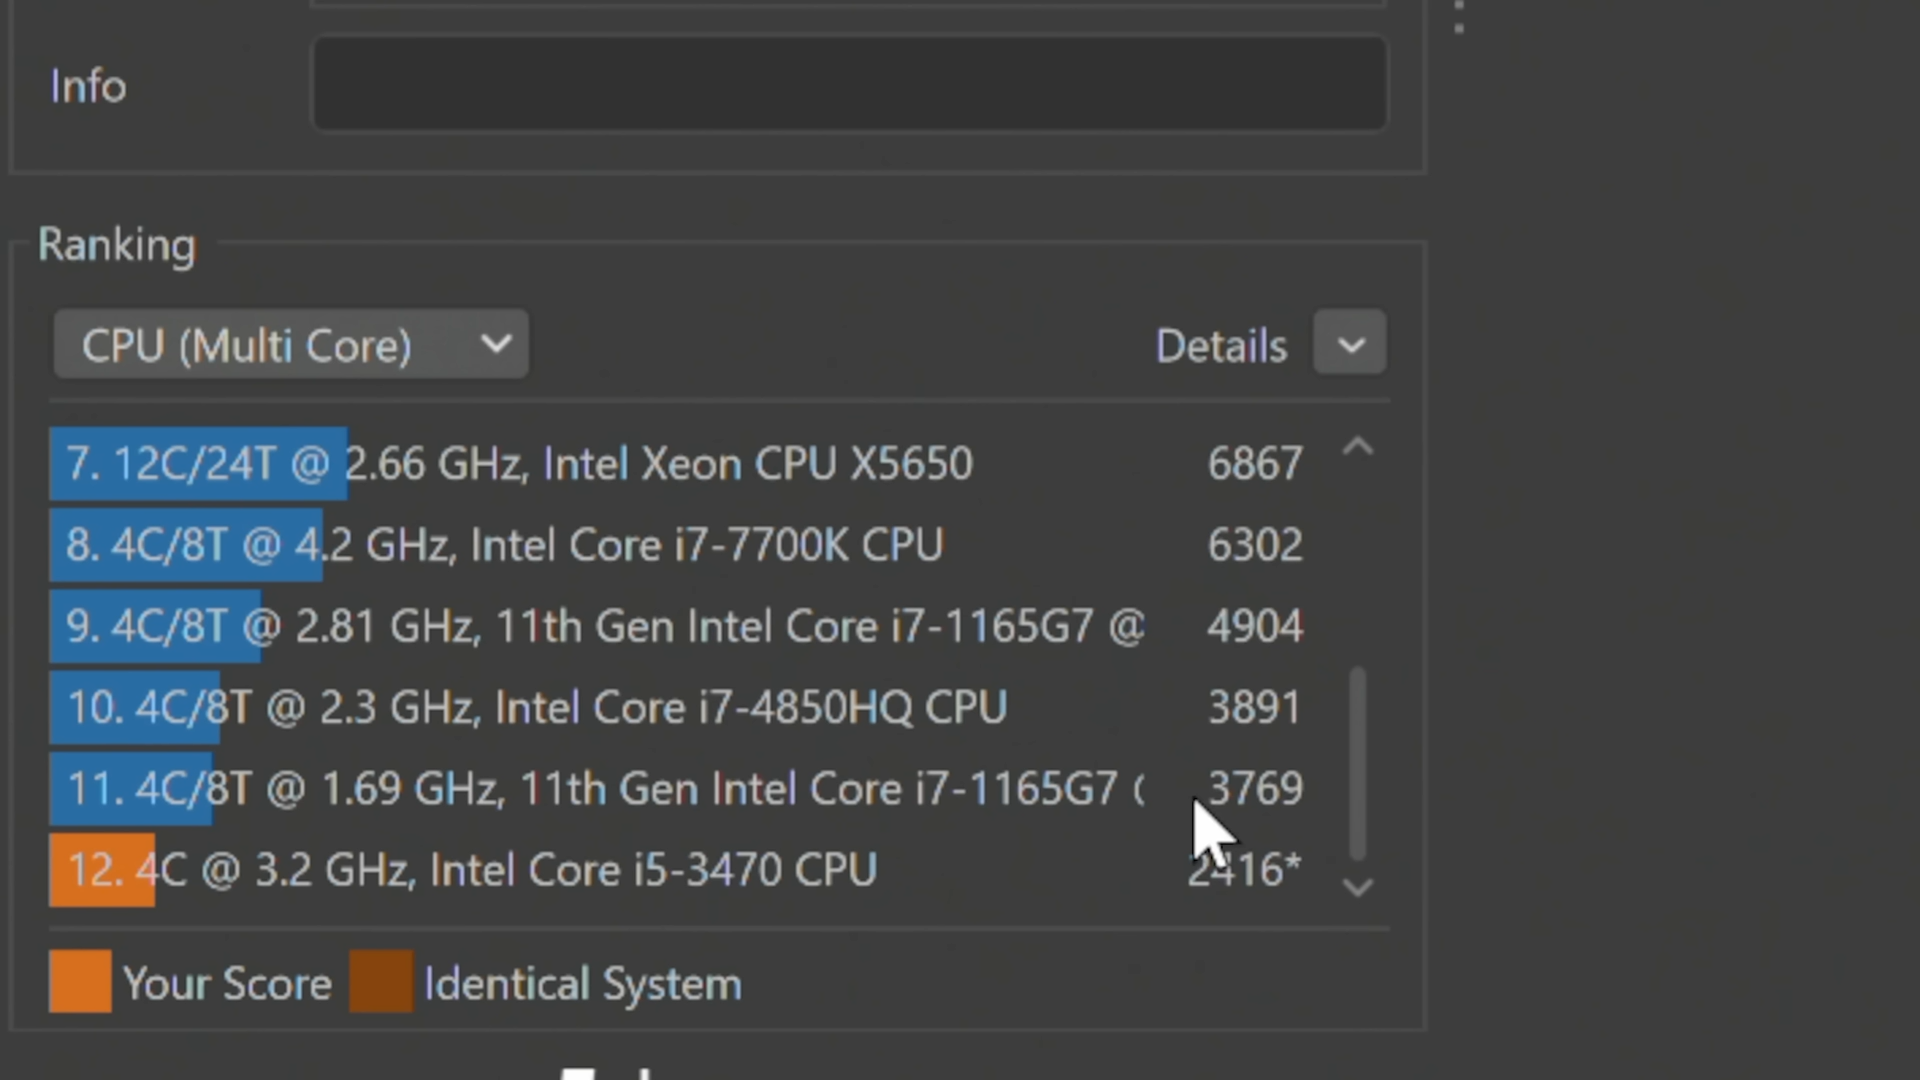 Info
Ranking
CPU (Multi Core)
Details
7. 12C/24T @ 2.66 GHz, Intel Xeon CPU X5650 6867
8. 4C/8T @ 4.2 GHz, Intel Core i7-7700K CPU 6302
9. 4C/8T @ 2.81 GHz, 11th Gen Intel Core i7-1165G7 @ 4904
10. 4C/8T @ 2.3 GHz, Intel Core i7-4850HQ CPU 3891
11. 4C/8T @ 1.69 GHz, 11th Gen Intel Core i7-1165G7 ( 3769
12. 4C @ 3.2 GHz, Intel Core i5-3470 CPU 2416*
Your Score Identical System